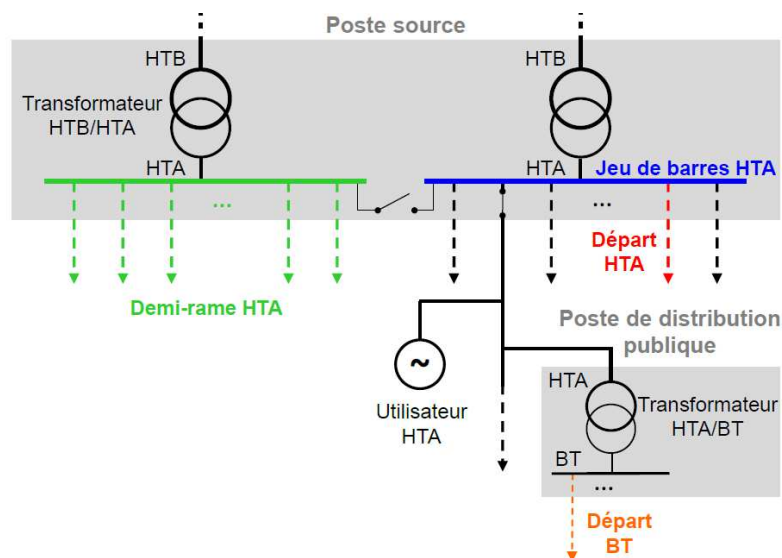 Poste source
HTB
HTB
Transformateur
HTB/HTA
HTA
HTA
Jeu de barres HTA
...
...
Départ
HTA
Demi-rame HTA
Poste de distribution
publique
~
HTA
Utilisateur
HTA
Transformateur
HTA/BT
BT
...
Départ
BT